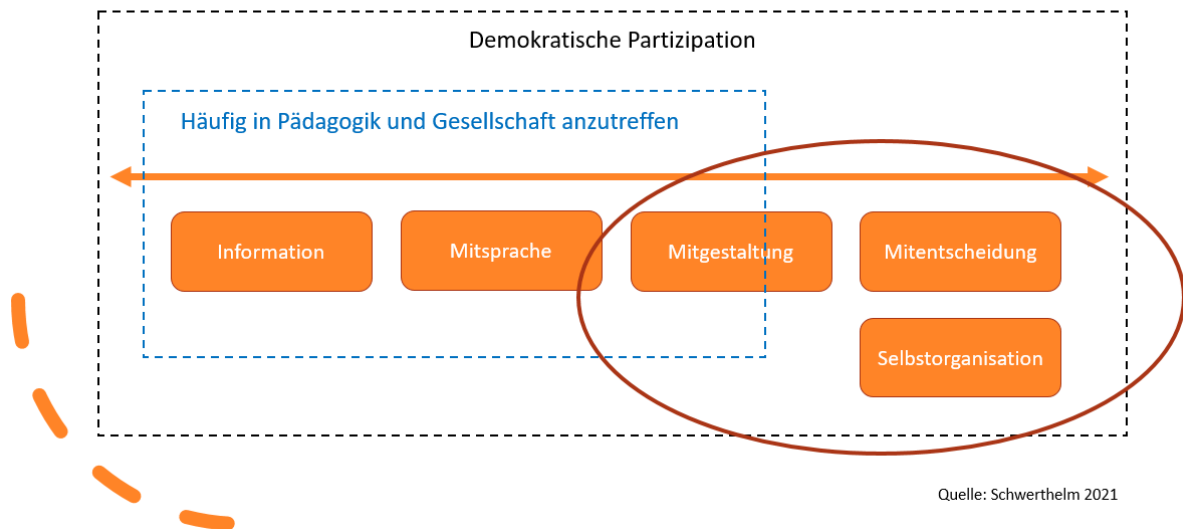 Demokratische Partizipation
Häufig in Pädagogik und Gesellschaft anzutreffen
Information
Mitsprache
Mitgestaltung
Mitentscheidung
Selbstorganisation
Quelle: Schwerthelm 2021